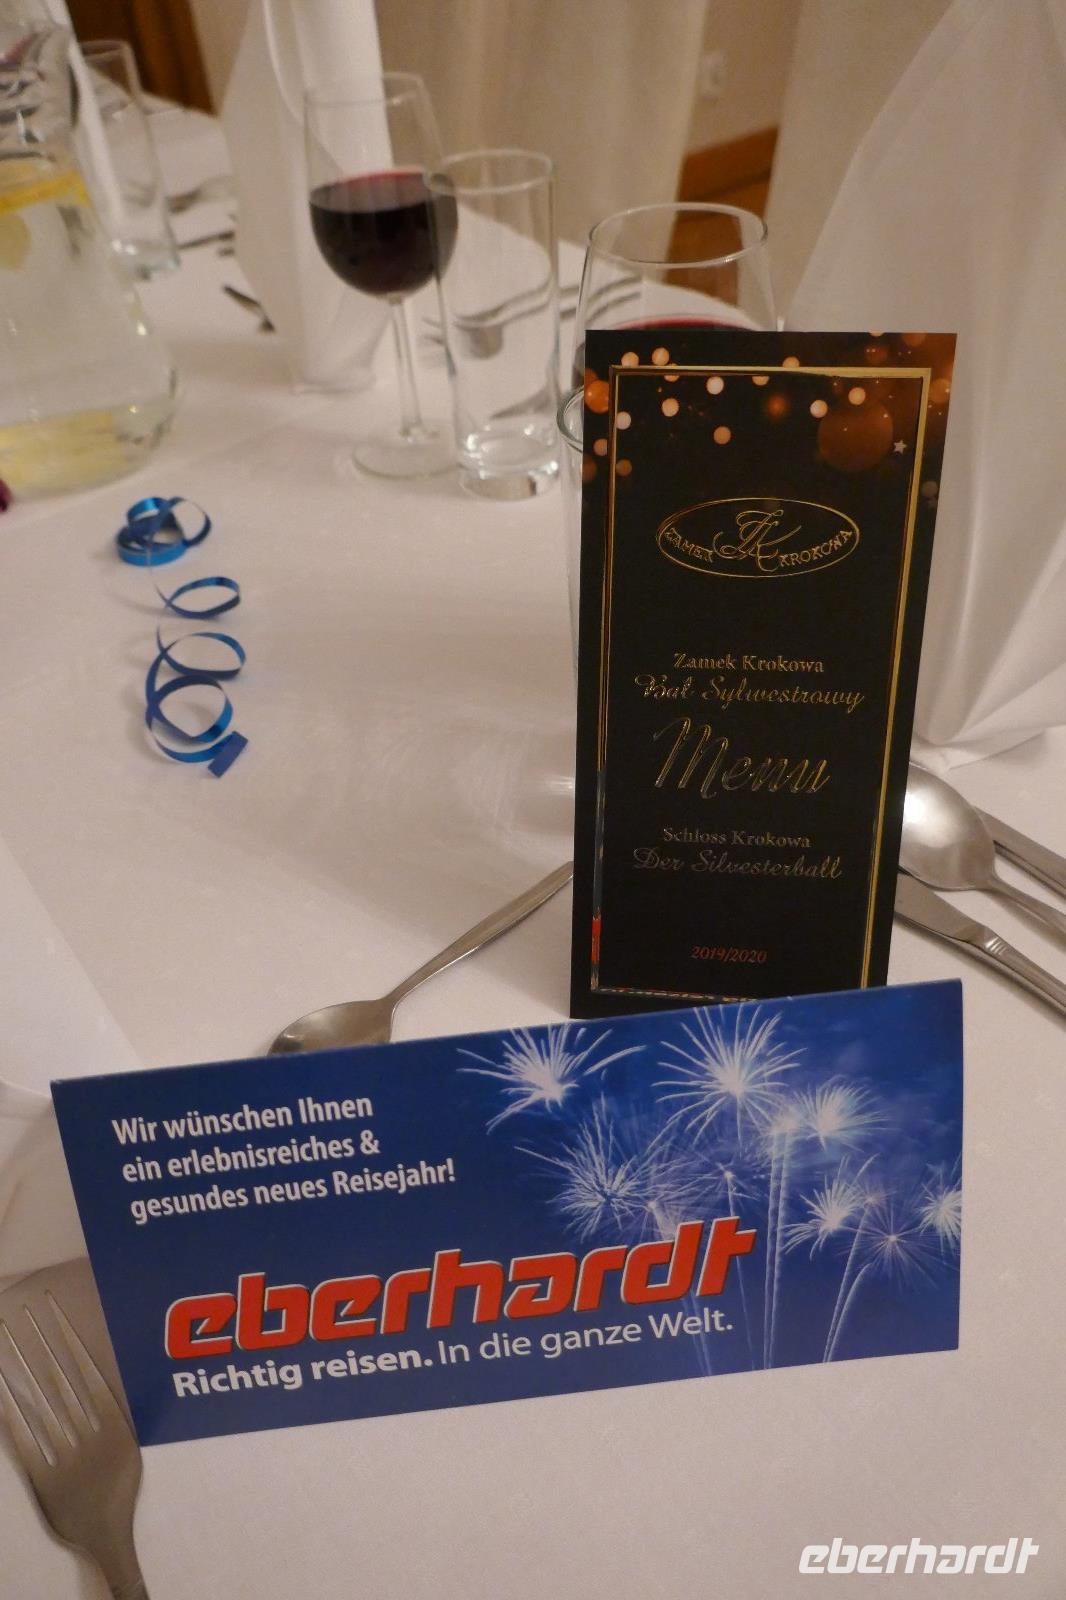 ZAMEK ZK KROKOWA
Zamek Krokowa
Bal Sylwestrowy
Menu
Schloss Krokowa
Der Silvesterball
2019/2020
Wir wünschen Ihnen
ein erlebnisreiches &
gesundes neues Reisejahr!
eberhardt
Richtig reisen. In die ganze Welt.
eberhardt